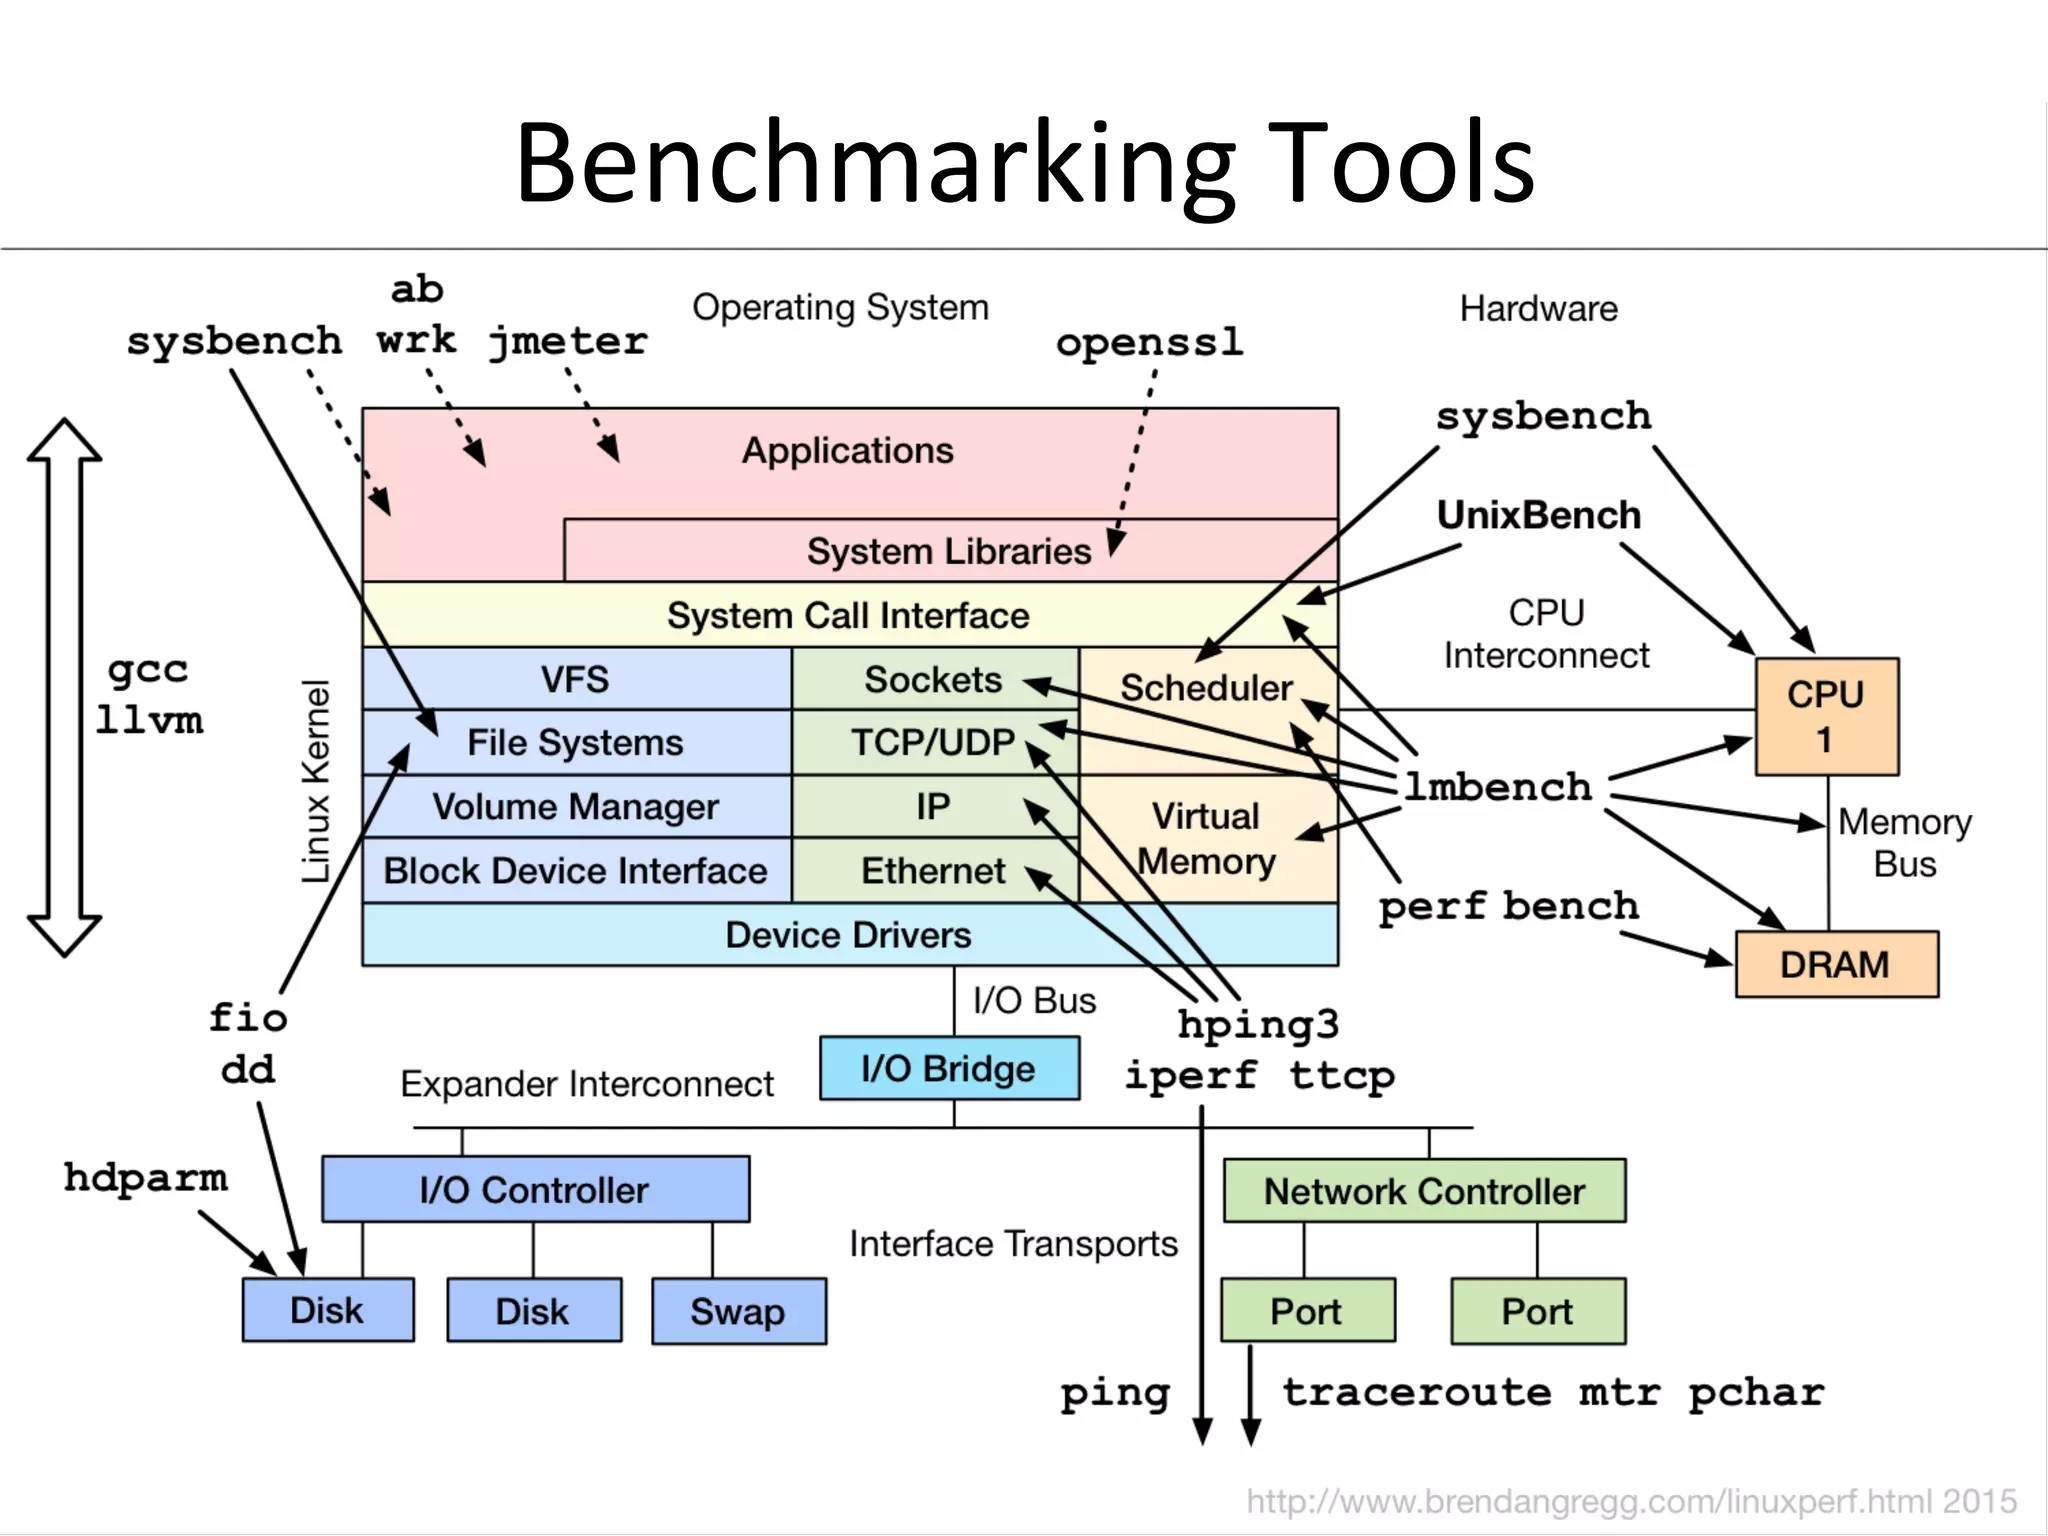 Benchmarking Tools
Operating System
Hardware
ab
sysbench wrk jmeter
openssl
sysbench
Applications
UnixBench
System Libraries
System Call Interface
CPU
Interconnect
gcc
llvm
Linux Kernel
VFS
Sockets
Scheduler
File Systems
TCP/UDP
Volume Manager
IP
Virtual
Memory
Block Device Interface
Ethernet
Device Drivers
CPU
1
lmbench
Memory
Bus
perf bench
DRAM
fio
dd
I/O Bus
hping3
iperf ttcp
I/O Bridge
Expander Interconnect
hdparm
I/O Controller
Network Controller
Interface Transports
Disk
Disk
Swap
Port
Port
ping
traceroute mtr pchar
http://www.brendangregg.com/linuxperf.html 2015